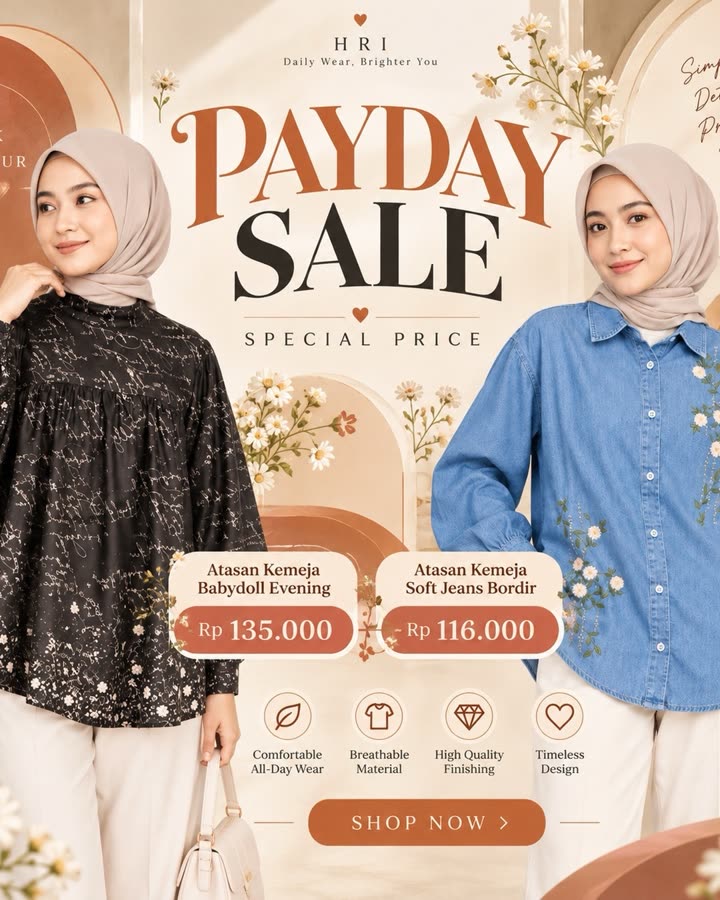 HRI
Daily Wear, Brighter You
PAYDAY
SALE
SPECIAL PRICE
Atasan Kemeja
Babydoll Evening
Rp 135.000
Atasan Kemeja
Soft Jeans Bordir
Rp 116.000
Comfortable
All-Day Wear
Breathable
Material
High Quality
Finishing
Timeless
Design
SHOP NOW >